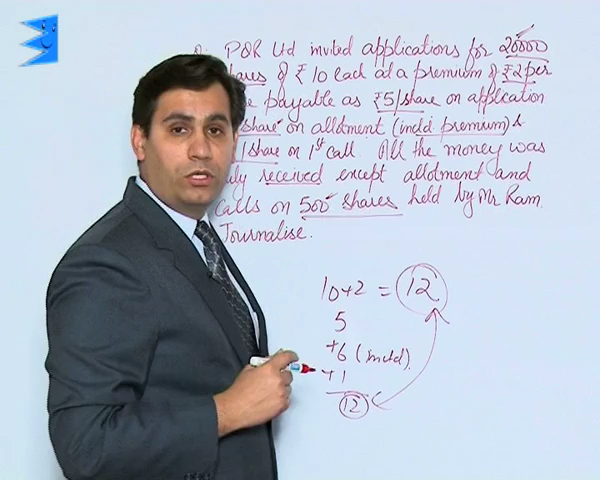 Q: P&R Ltd invited applications for 20000
shares of ₹10 each at a premium of ₹2 per
payable as ₹5/share on application
share on allotment (incld premium) &
1/share on 1st call All the money was
received except allotment and
calls on 500 shares held by Mr Ram.
Journalise.
10+2 = 12
5
+6 (incld).
+1
12